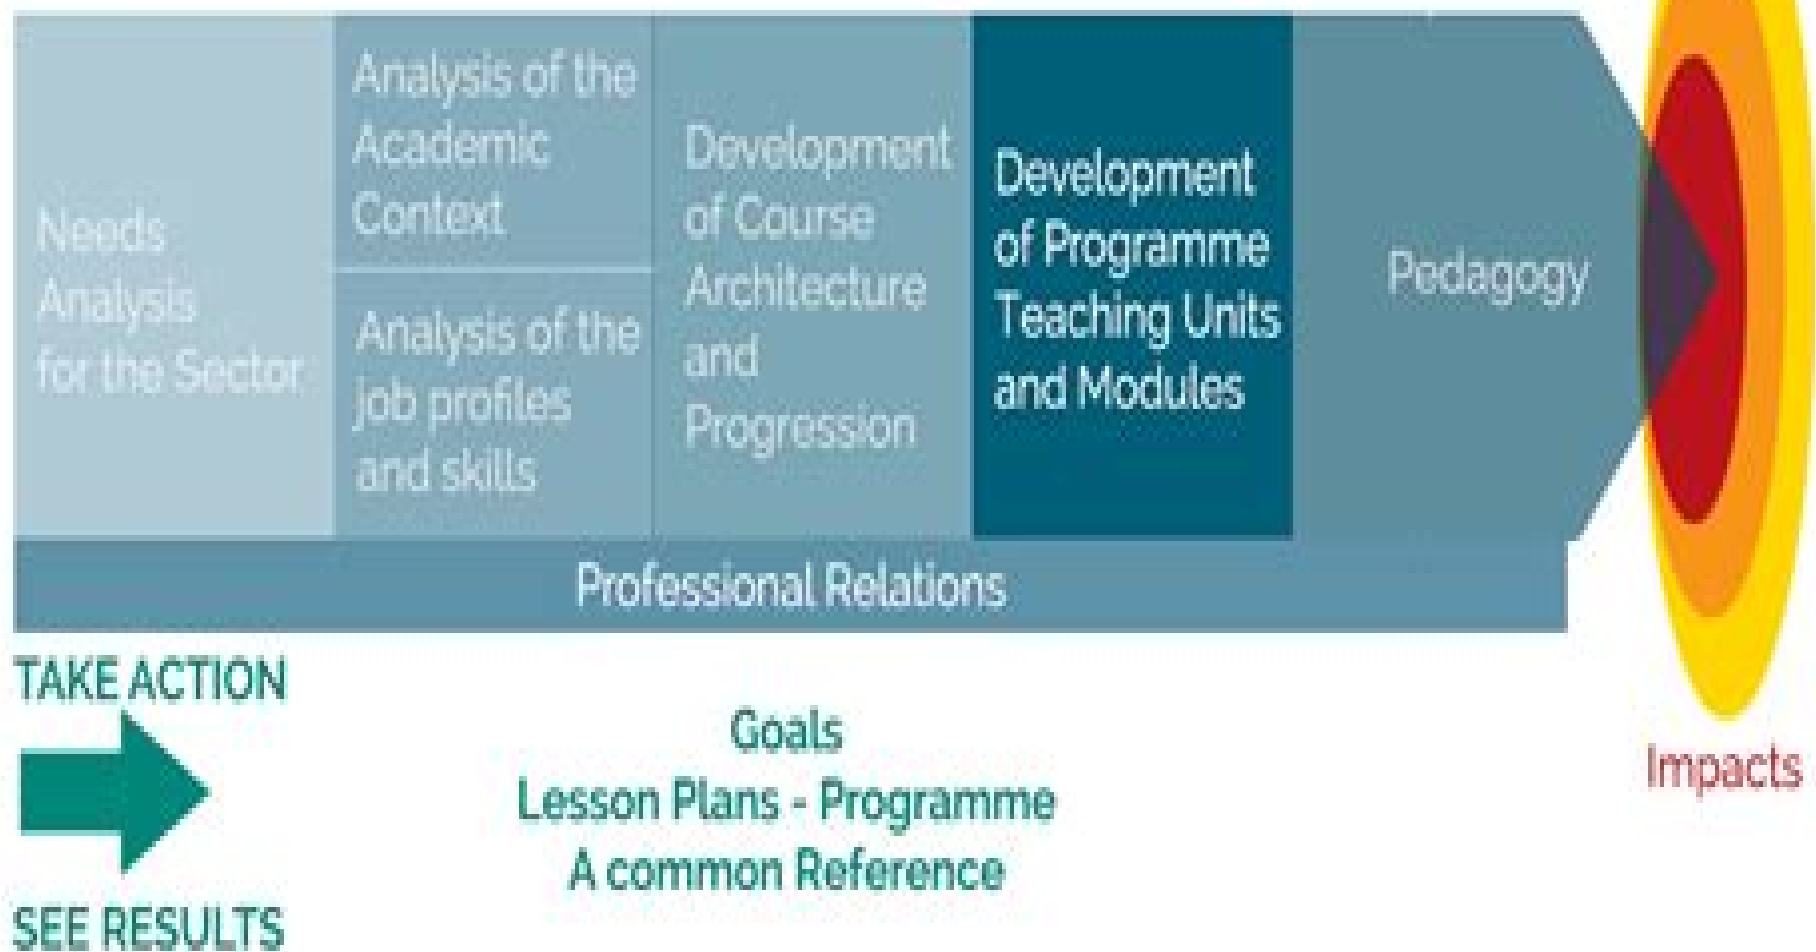 Needs
Analysis
for the Sector
Analysis of the
Academic
Context
Analysis of the
job profiles
and skills
Development
of Course
Architecture
and
Progression
Development
of Programme
Teaching Units
and Modules
Pedagogy
Professional Relations
TAKE ACTION
SEE RESULTS
Goals
Lesson Plans - Programme
A common Reference
Impacts